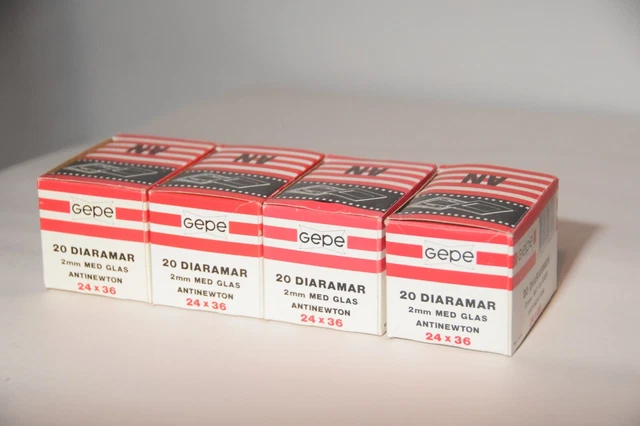 AN
AN
AN
AN
GEPE
20 DIARAMAR
2mm MED GLAS
ANTINEWTON
24 x 36
GEPE
20 DIARAMAR
2mm MED GLAS
ANTINEWTON
24 x 36
GEPE
20 DIARAMAR
2mm MED GLAS
ANTINEWTON
24 x 36
GEPE
20 DIARAMAR
2mm MED GLAS
ANTINEWTON
24 x 36